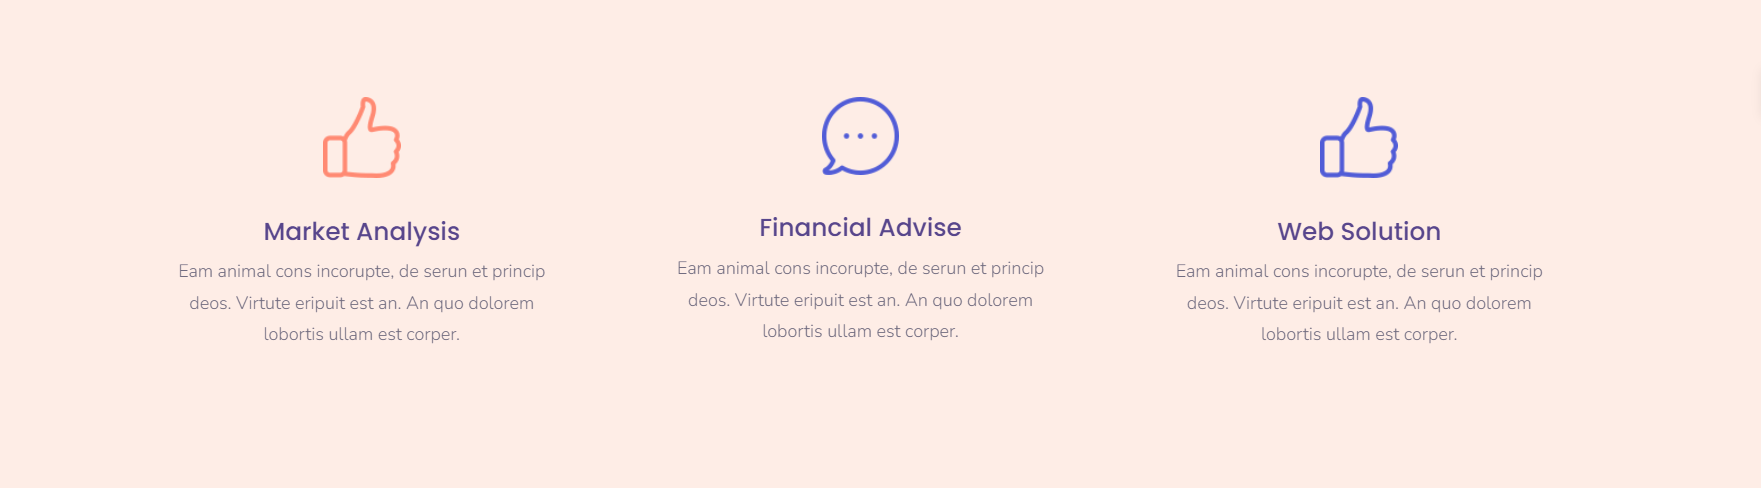 Market Analysis
Eam animal cons incorupte, de serun et princip
deos. Virtute eripuit est an. An quo dolorem
lobortis ullam est corper.
Financial Advise
Eam animal cons incorupte, de serun et princip
deos. Virtute eripuit est an. An quo dolorem
lobortis ullam est corper.
Web Solution
Eam animal cons incorupte, de serun et princip
deos. Virtute eripuit est an. An quo dolorem
lobortis ullam est corper.